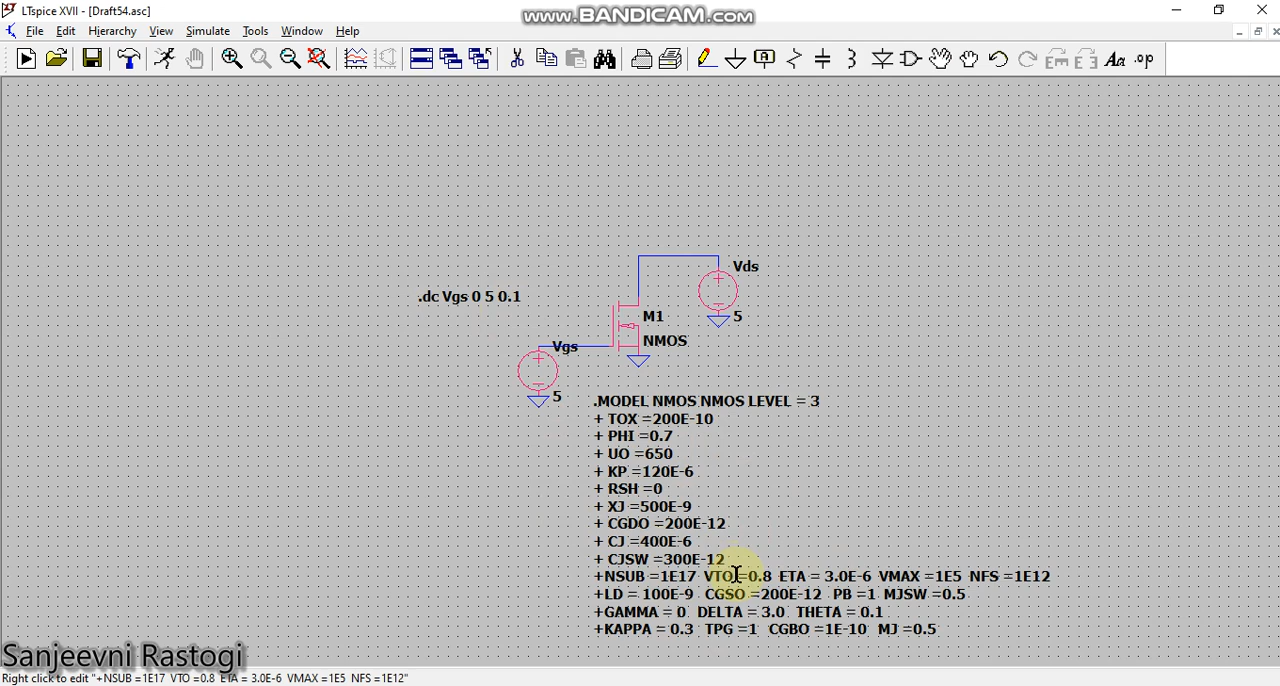 LTspice XVII - [Draft54.asc]
www.BANDICAM.com
File Edit Hierarchy View Simulate Tools Window Help
Aa .op
Vds
.dc Vgs 0 5 0.1
M1
5
NMOS
Vgs
5
.MODEL NMOS NMOS LEVEL = 3
+ TOX =200E-10
+ PHI =0.7
+ UO =650
+ KP =120E-6
+ RSH =0
+ XJ =500E-9
+ CGDO =200E-12
+ CJ =400E-6
+ CJSW =300E-12
+NSUB =1E17 VTO =0.8 ETA = 3.0E-6 VMAX =1E5 NFS =1E12
+LD = 100E-9 CGSO =200E-12 PB =1 MJSW =0.5
+GAMMA = 0 DELTA = 3.0 THETA = 0.1
+KAPPA = 0.3 TPG =1 CGBO =1E-10 MJ =0.5
Sanjeevni Rastogi
Right click to edit "+NSUB =1E17 VTO =0.8 ETA = 3.0E-6 VMAX =1E5 NFS =1E12"